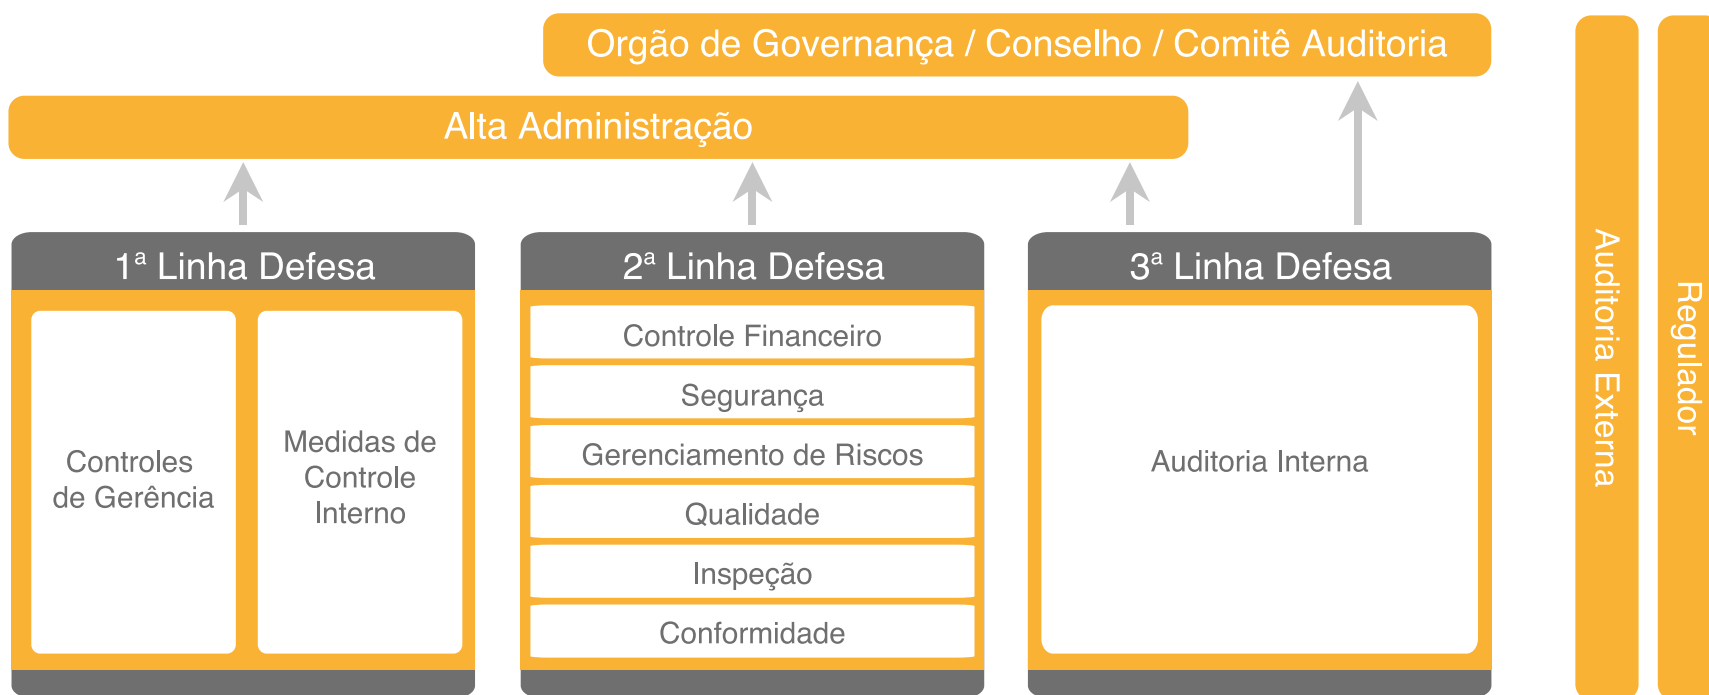 Orgão de Governança / Conselho / Comitê Auditoria
Alta Administração
1ª Linha Defesa
Controles
de Gerência
Medidas de
Controle
Interno
2ª Linha Defesa
Controle Financeiro
Segurança
Gerenciamento de Riscos
Qualidade
Inspeção
Conformidade
3ª Linha Defesa
Auditoria Interna
Auditoria Externa
Regulador